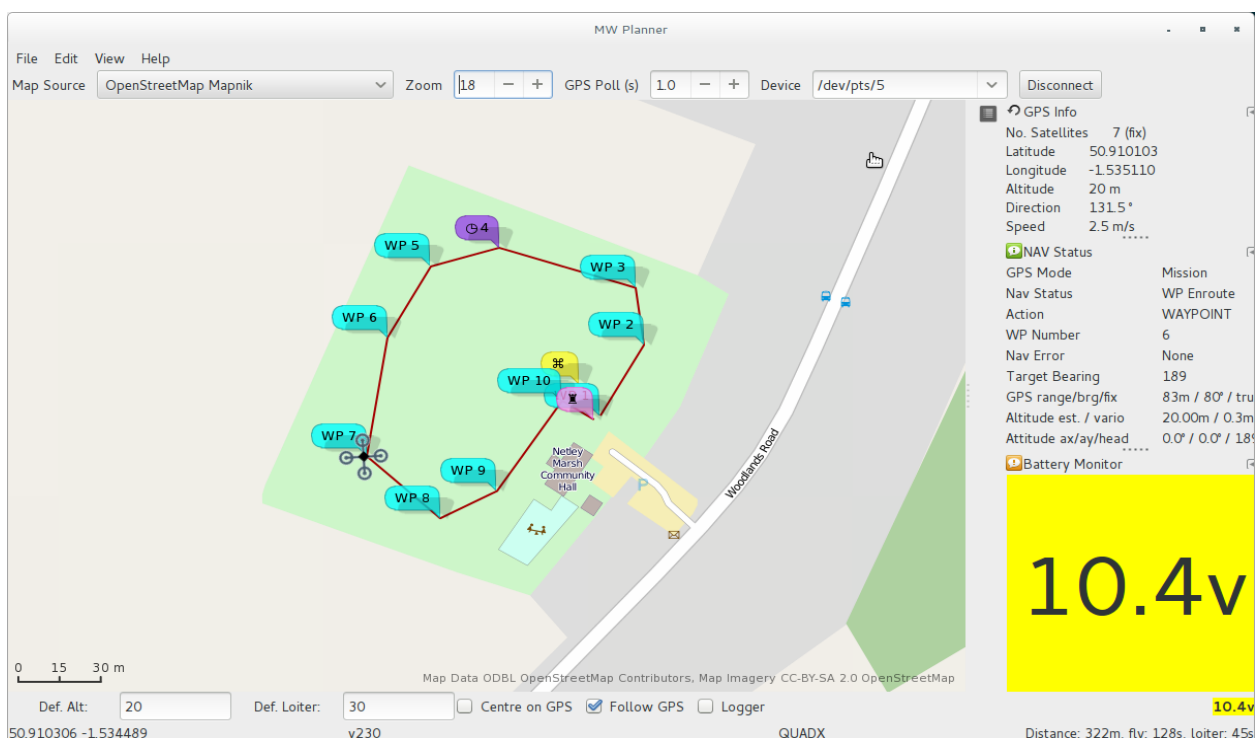 MW Planner
File Edit View Help
Map Source OpenStreetMap Mapnik Zoom 18 − + GPS Poll (s) 1.0 − + Device /dev/pts/5 Disconnect
GPS Info
No. Satellites 7 (fix)
Latitude 50.910103
Longitude -1.535110
Altitude 20 m
Direction 131.5°
Speed 2.5 m/s
NAV Status
GPS Mode Mission
Nav Status WP Enroute
Action WAYPOINT
WP Number 6
Nav Error None
Target Bearing 189
GPS range/brg/fix 83m / 80° / tru
Altitude est. / vario 20.00m / 0.3m
Attitude ax/ay/head 0.0° / 0.0° / 189
Battery Monitor
10.4v
4
WP 5
WP 3
WP 6
WP 2
WP 10
WP 7
WP 9
WP 8
Netley
Marsh
Community
Hall
P
Woodlands Road
0 15 30 m
Map Data ODBL OpenStreetMap Contributors, Map Imagery CC-BY-SA 2.0 OpenStreetMap
Def. Alt: 20 Def. Loiter: 30 Centre on GPS Follow GPS Logger 10.4v
50.910306 -1.534489 v230 QUADX Distance: 322m, fly: 128s, loiter: 45s